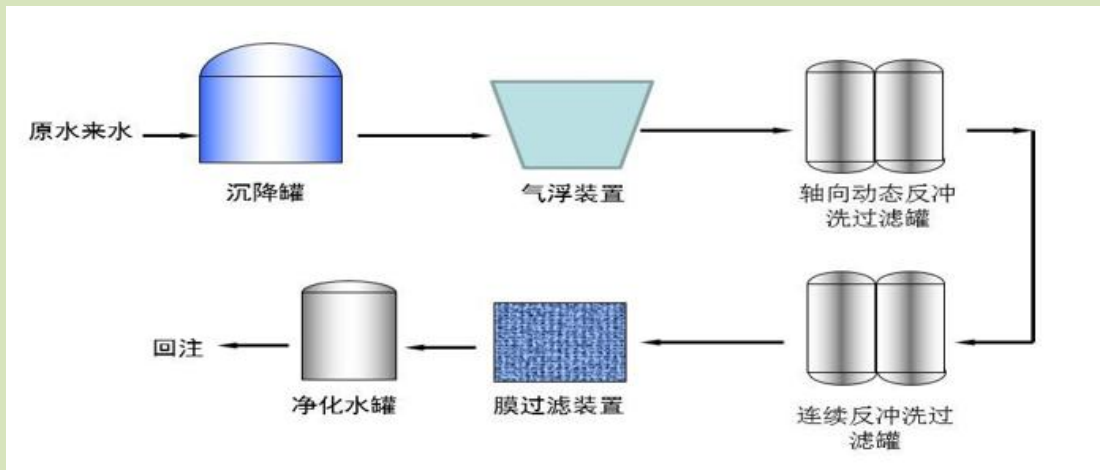 原水来水
沉降罐
气浮装置
轴向动态反冲
洗过滤罐
回注
净化水罐
膜过滤装置
连续反冲洗过
滤罐